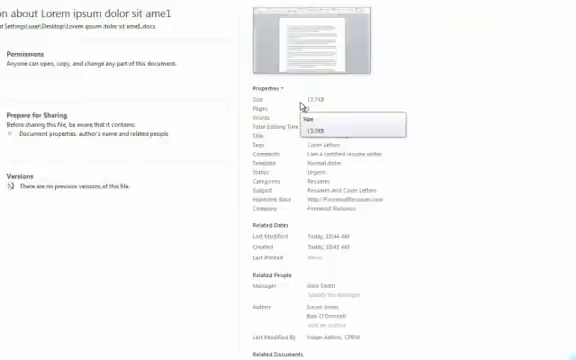 on about Lorem ipsum dolor sit ame1
d Settings\user\Desktop\Lorem ipsum dolor sit ame1.docx
Permissions
Anyone can open, copy, and change any part of this document.
Prepare for Sharing
Before sharing this file, be aware that it contains:
Document properties, author's name and related people
Versions
There are no previous versions of this file.
Properties
Size 13.7KB
Pages
Words
Size
13.7KB
Total Editing Time
Title
Tags Cover Letters
Comments I am a certified resume writer
Template Normal.dotm
Status Urgent
Categories Resumes
Subject Resumes and Cover Letters
Hyperlink Base http://ForemostResumes.com
Company Foremost Resumes
Related Dates
Last Modified Today, 10:44 AM
Created Today, 10:43 AM
Last Printed Never
Related People
Manager Alex Smith
Specify the manager
Author Susan Jones
Bob O'Donnell
Add an author
Last Modified By Vivian Adkins, CPRW
Related Documents